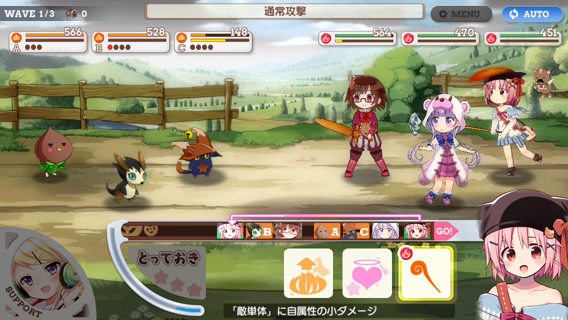 WAVE 1/3 0
通常攻撃
MENU
AUTO
566
A
528
B
148
C
564
470
451
B A C GO!
とっておき
SUPPORT
「敵単体」に自属性の小ダメージ